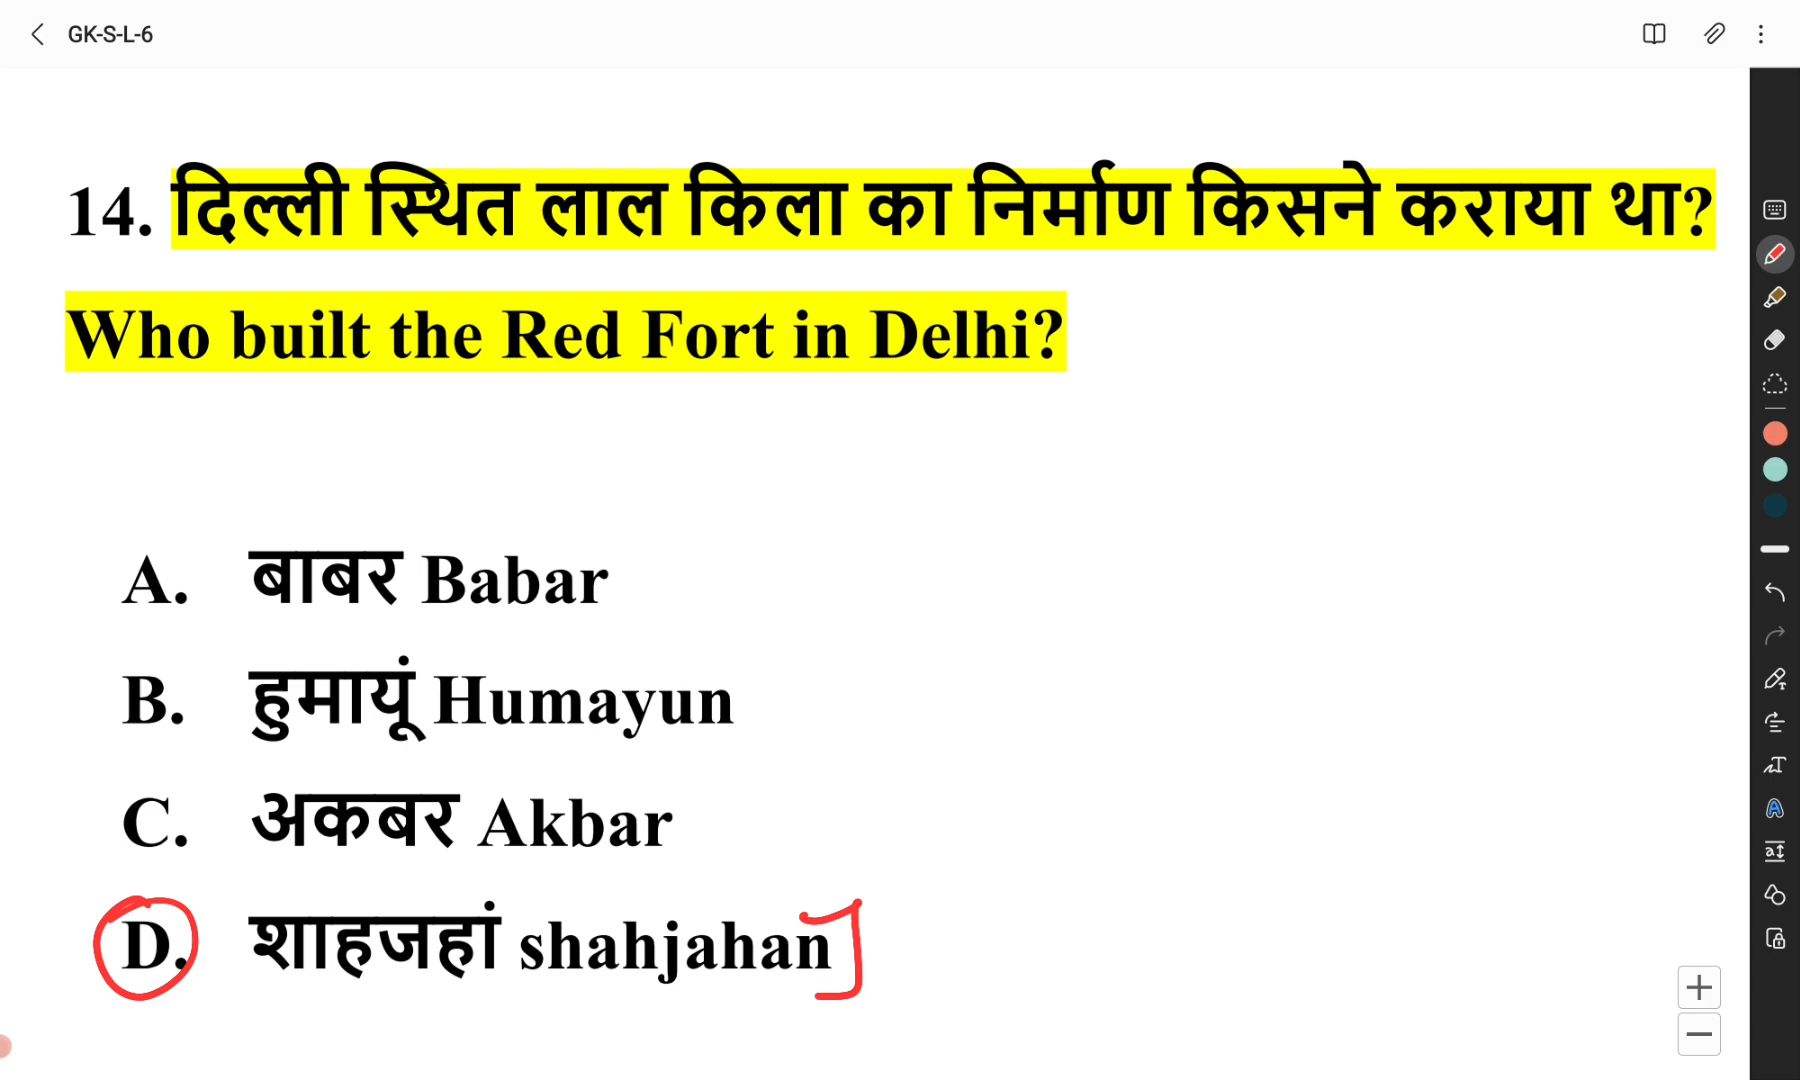 GK-S-L-6
14. दिल्ली स्थित लाल किला का निर्माण किसने कराया था?
Who built the Red Fort in Delhi?
A. बाबर Babar
B. हुमायूं Humayun
C. अकबर Akbar
D. शाहजहां shahjahan